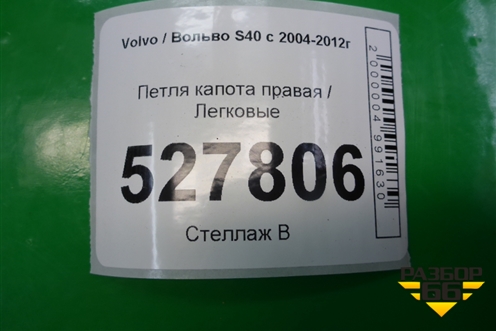 Volvo / Вольво S40 с 2004-2012г
Петля капота правая /
Легковые
527806
Стеллаж В
2000004991630
РАЗБОР
66